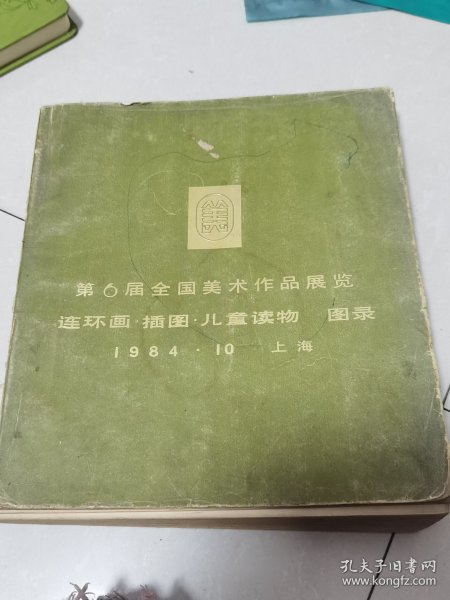 美
第6届全国美术作品展览
连环画·插图·儿童读物 图录
1984·10 上海
孔夫子旧书网
www.kongfz.com